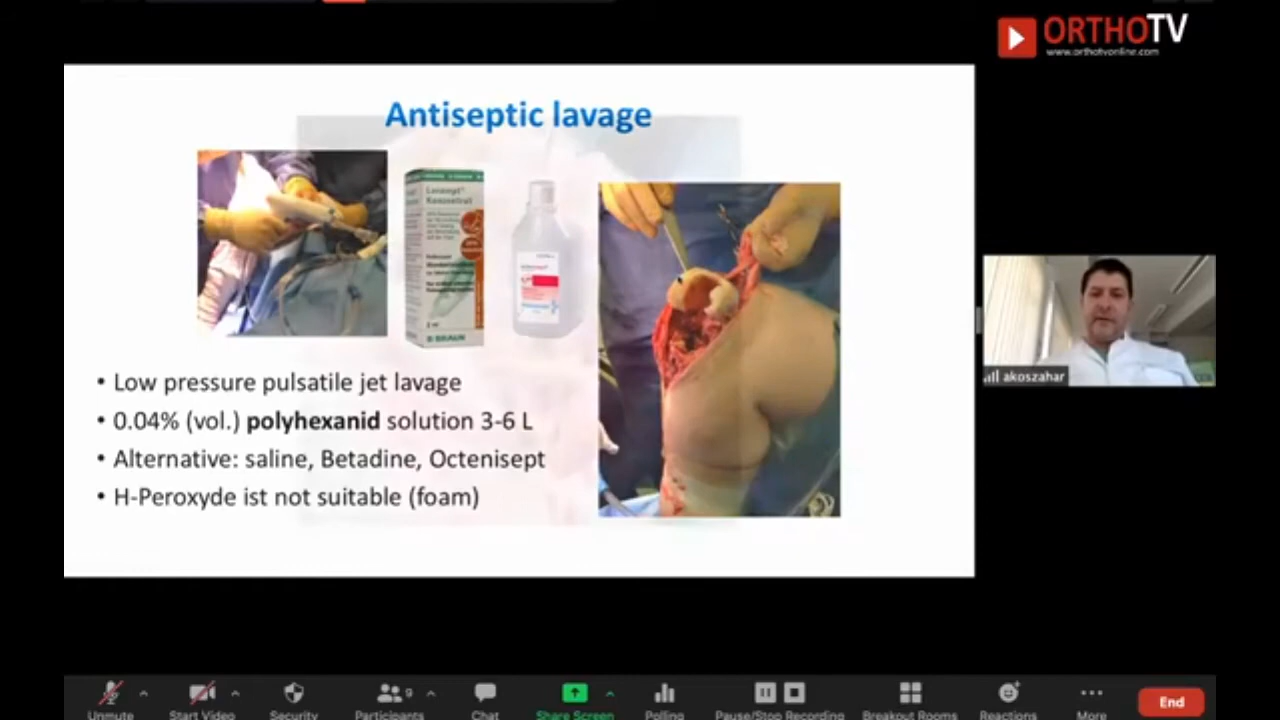 ORTHOTV
www.orthotvonline.com
Antiseptic lavage
Lavasept®
Konzentrat
B BRAUN
• Low pressure pulsatile jet lavage
• 0.04% (vol.) polyhexanid solution 3-6 L
• Alternative: saline, Betadine, Octenisept
• H-Peroxyde ist not suitable (foam)
akoszahar
9
Unmute
Start Video
Security
Participants
Chat
Share Screen
Polling
Pause/Stop Recording
Breakout Rooms
Reactions
More
End